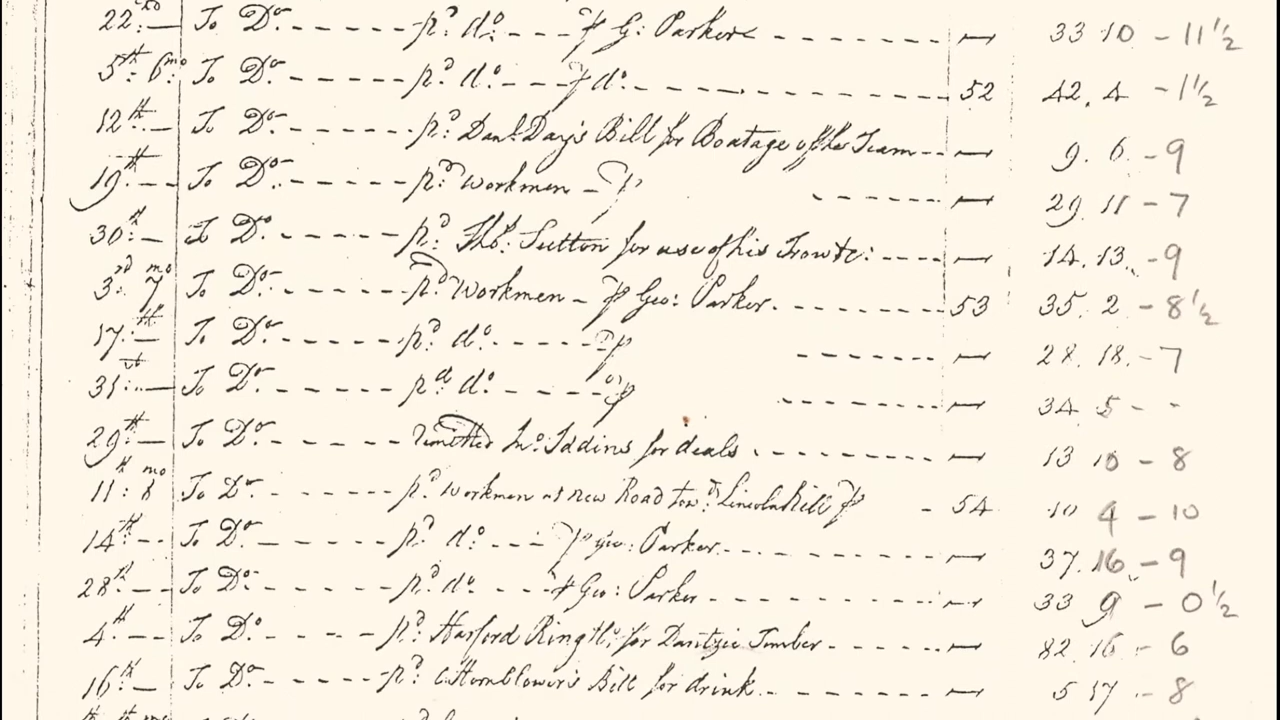 22nd — To Do pd do ℘ G: Parker — 33 10 - 11½
5th 6mo To Do pd do ℘ do 52 42. 4 - 1½
12th — To Do pd Danl Day's Bill for Boatage of the Team — 9. 6. - 9
19th — To Do pd Workmen — ℘ — 29. 11 - 7
30th — To Do pd Thos: Sutton for use of his — 14. 13. - 9
3rd 7mo To Do pd Workmen — ℘ Geo: Parker. 53 35. 2 - 8½
17th — To Do pd do ℘ — 28. 18. - 7
31st — To Do pd do ℘ — 34 5 - -
29th — To Do remitted Jno. Iddins for deals — 13 10 - 8
11th 8mo To Do pd Workmen at new Road towds Lincoln Hill ℘ - 54 10 4 - 10
14th — To Do pd do ℘ Geo: Parker — 37. 16 - 9
28th — To Do pd do ℘ Geo: Parker — 33 9 - 0½
4th — To Do pd Harford Ring &c. for Dantzic Timber — 82. 16 - 6
16th — To Do pd Hornblower's Bill for drink — 5 17 - 8